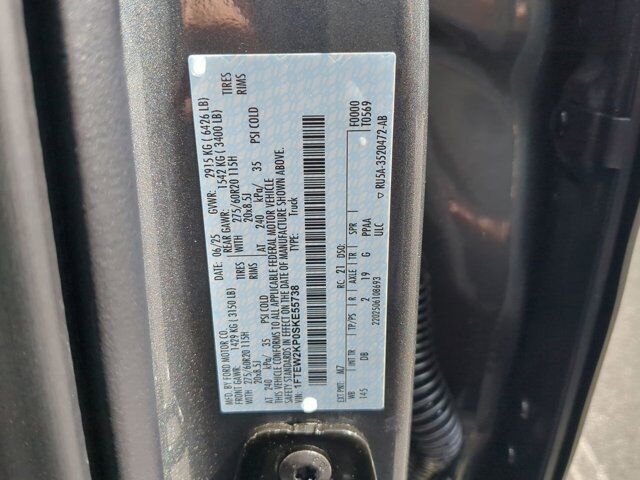 MFD. BY FORD MOTOR CO.
DATE: 06/25 GVWR: 2915 KG ( 6426 LB)
FRONT GAWR: 1429 KG ( 3150 LB) REAR GAWR: 1542 KG ( 3400 LB)
WITH 275/60R20 115H TIRES WITH 275/60R20 115H TIRES
20x8.5J RIMS 20x8.5J RIMS
AT 240 kPa/ 35 PSI COLD AT 240 kPa/ 35 PSI COLD
THIS VEHICLE CONFORMS TO ALL APPLICABLE FEDERAL MOTOR VEHICLE
SAFETY STANDARDS IN EFFECT ON THE DATE OF MANUFACTURE SHOWN ABOVE.
VIN: 1FTEW2KP0SKE55738
TYPE: Truck
F0000
T0569
EXT PNT: M7 RC: 21 DSO:
WB INT TR TP/PS R AXLE TR SPR
145 DB 2 19 G PPAA
ULC
2202506108693
▽ RU5A-3520472-AB